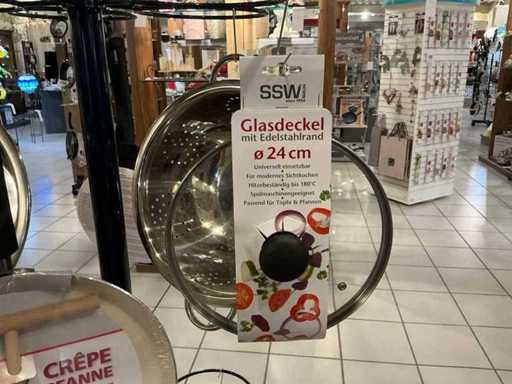 SSW
Glasdeckel
mit Edelstahlrand
ø 24 cm
Universell einsetzbar
Für modernes Sichtkochen
Hitzebeständig bis 180°C
Spülmaschinengeeignet
Passend für Töpfe & Pfannen
CRÊPE